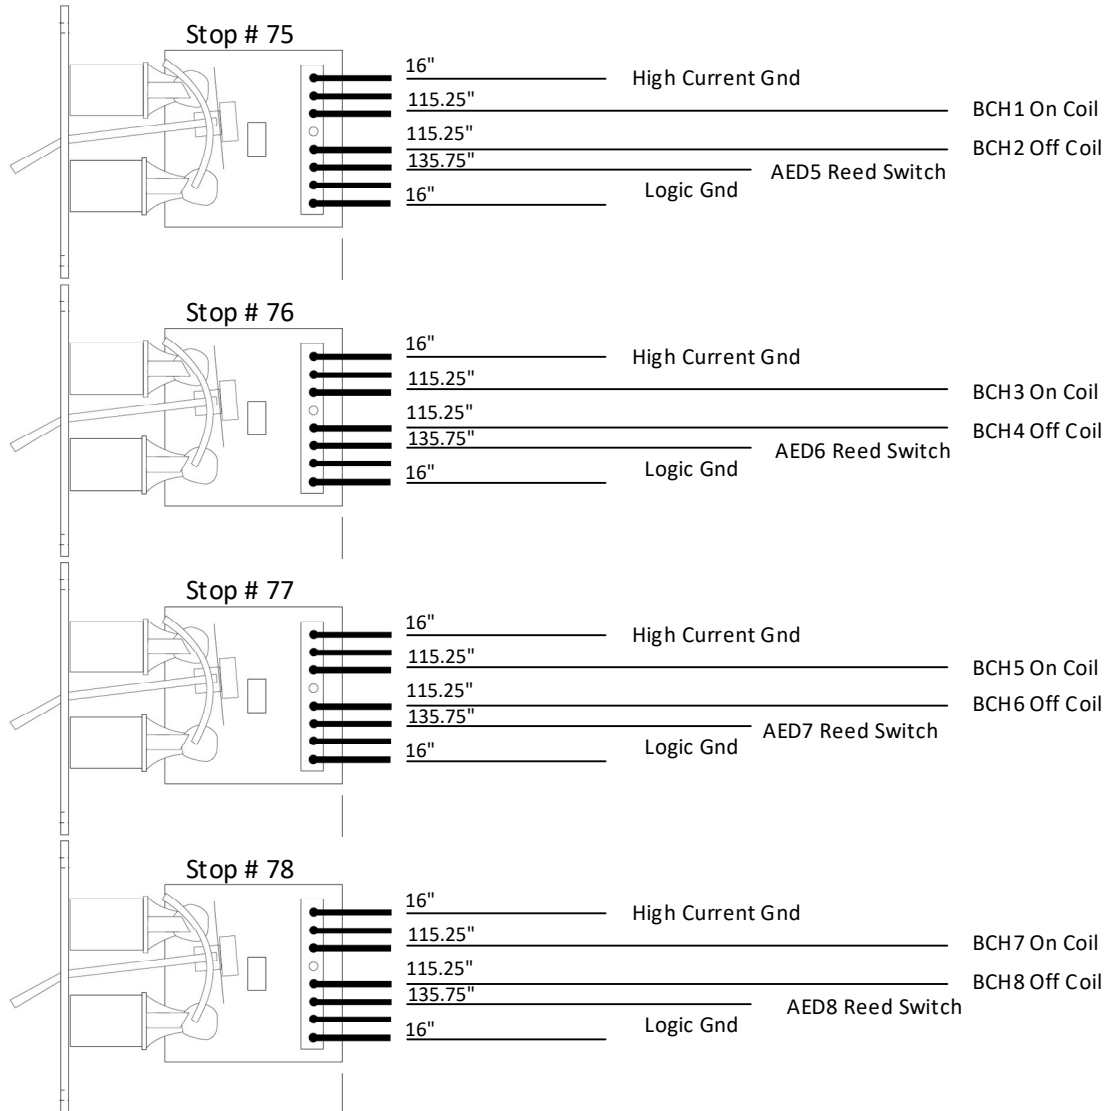 Stop # 75
16"
High Current Gnd
115.25"
BCH1 On Coil
115.25"
BCH2 Off Coil
135.75"
AED5 Reed Switch
Logic Gnd
16"
Stop # 76
16"
High Current Gnd
115.25"
BCH3 On Coil
115.25"
BCH4 Off Coil
135.75"
AED6 Reed Switch
Logic Gnd
16"
Stop # 77
16"
High Current Gnd
115.25"
BCH5 On Coil
115.25"
BCH6 Off Coil
135.75"
AED7 Reed Switch
Logic Gnd
16"
Stop # 78
16"
High Current Gnd
115.25"
BCH7 On Coil
115.25"
BCH8 Off Coil
135.75"
AED8 Reed Switch
Logic Gnd
16"